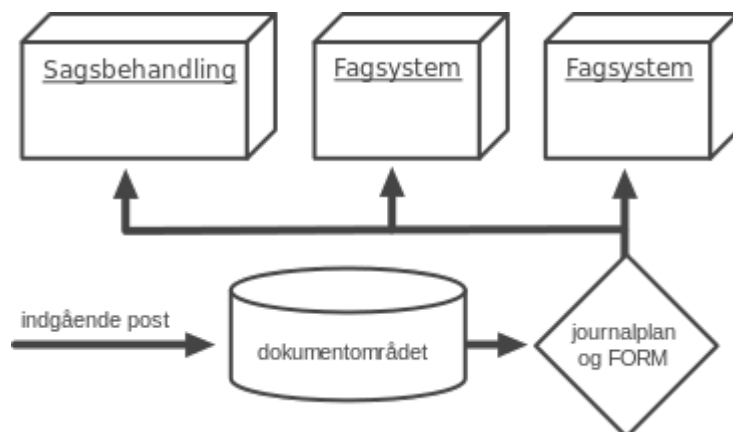 Sagsbehandling
Fagsystem
Fagsystem
indgående post
dokumentområdet
journalplan
og FORM